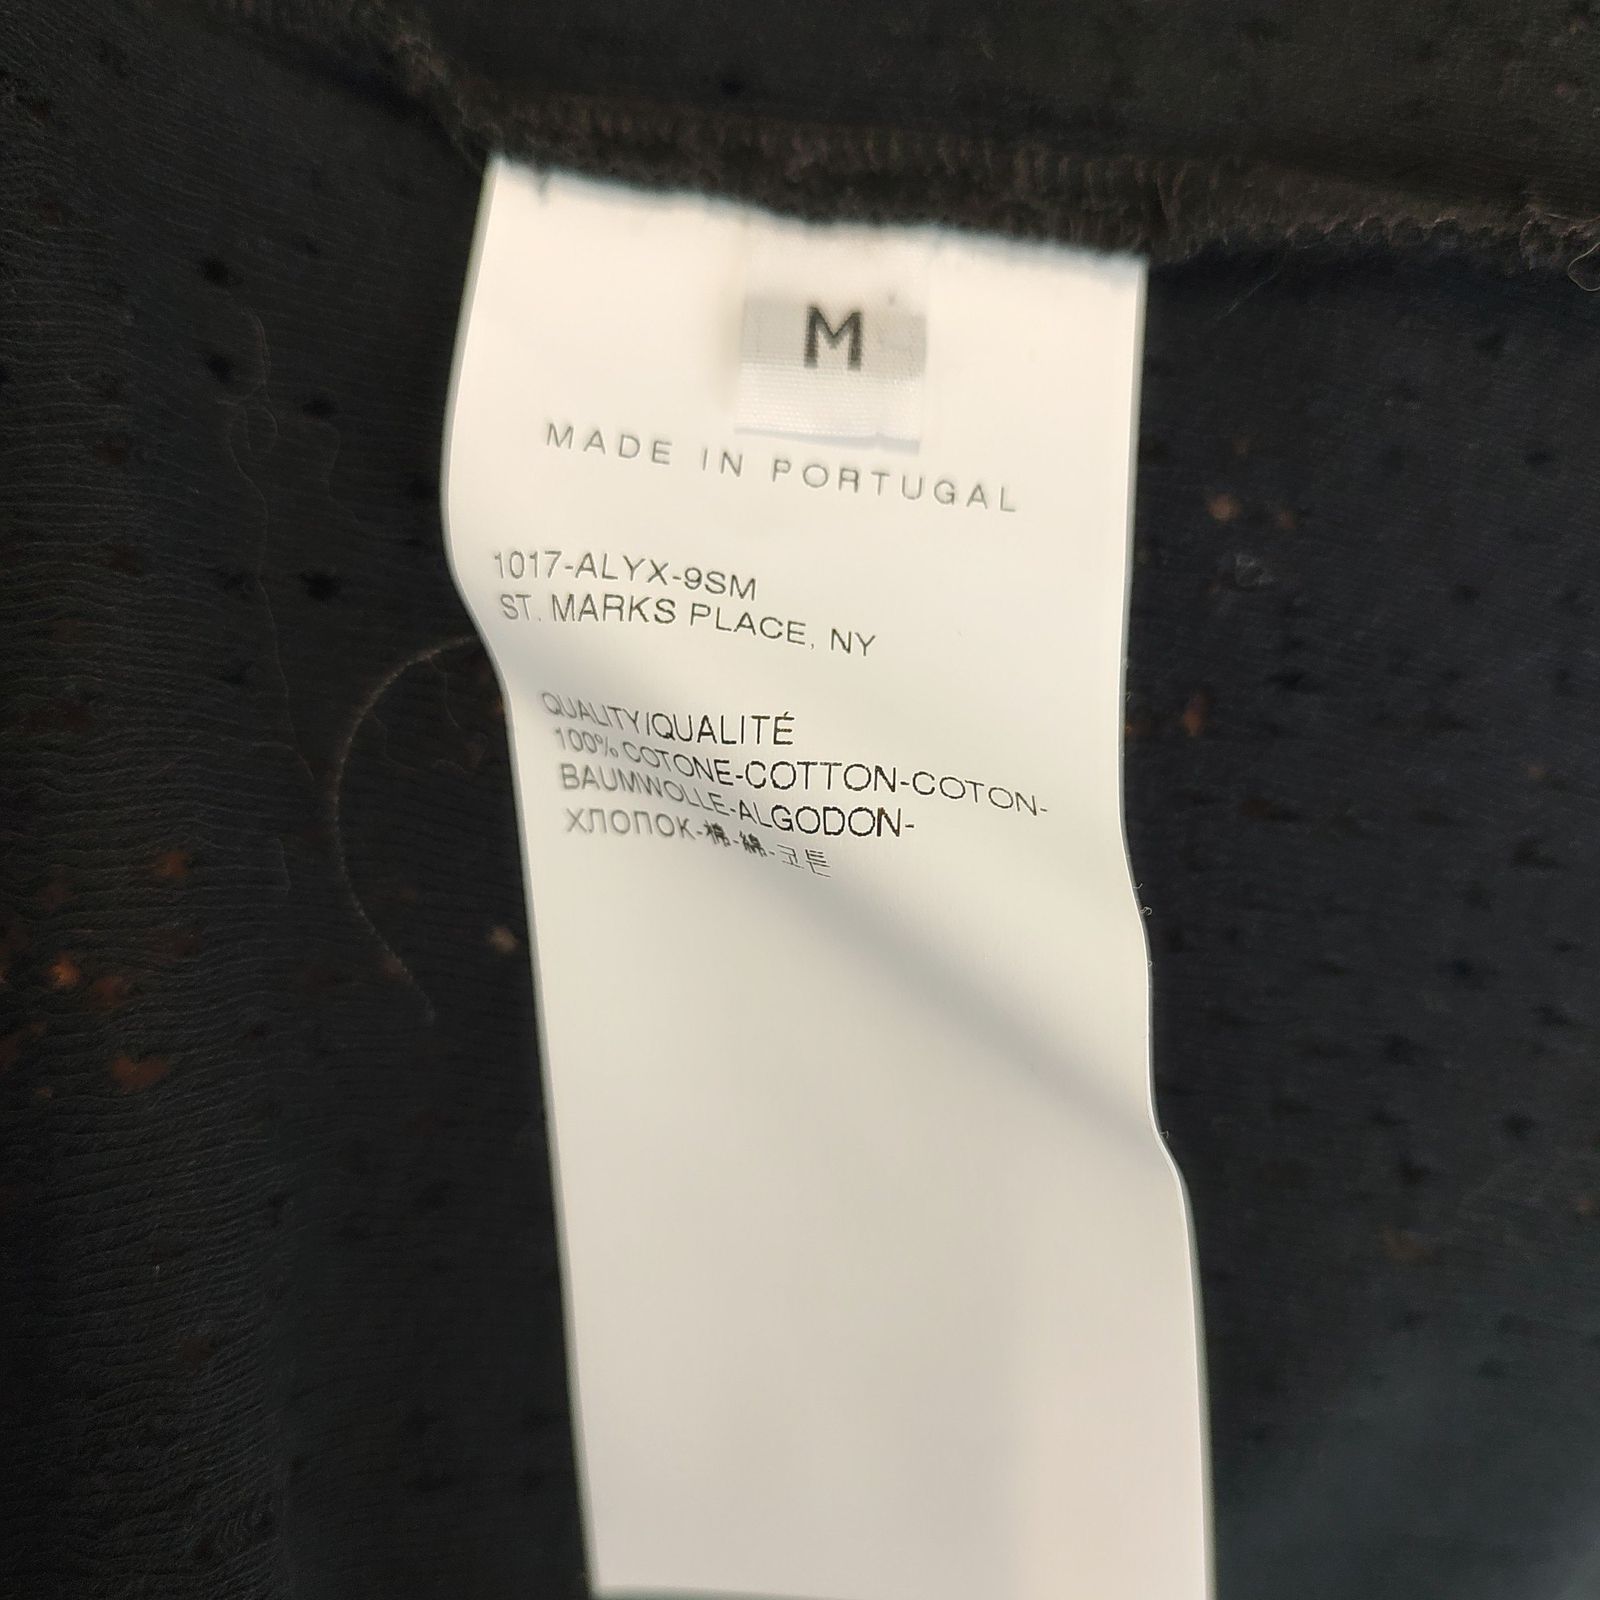 M
MADE IN PORTUGAL
1017-ALYX-9SM
ST. MARKS PLACE, NY
QUALITY/QUALITÉ
100% COTONE-COTTON-COTON-
BAUMWOLLE-ALGODON-
ХЛОПОК-棉-綿-코튼